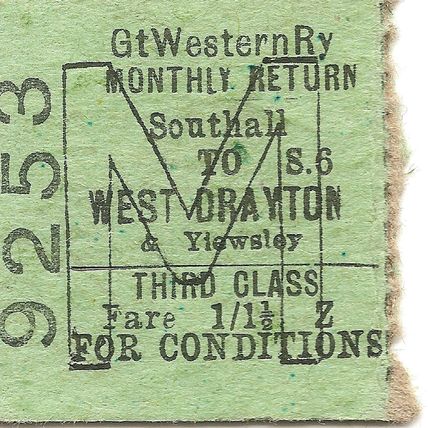 GtWesternRy
MONTHLY RETURN
Southall
TO S.6
WEST DRAYTON
& Yiewsley
THIRD CLASS
Fare 1/1½ Z
FOR CONDITIONS
M
9253